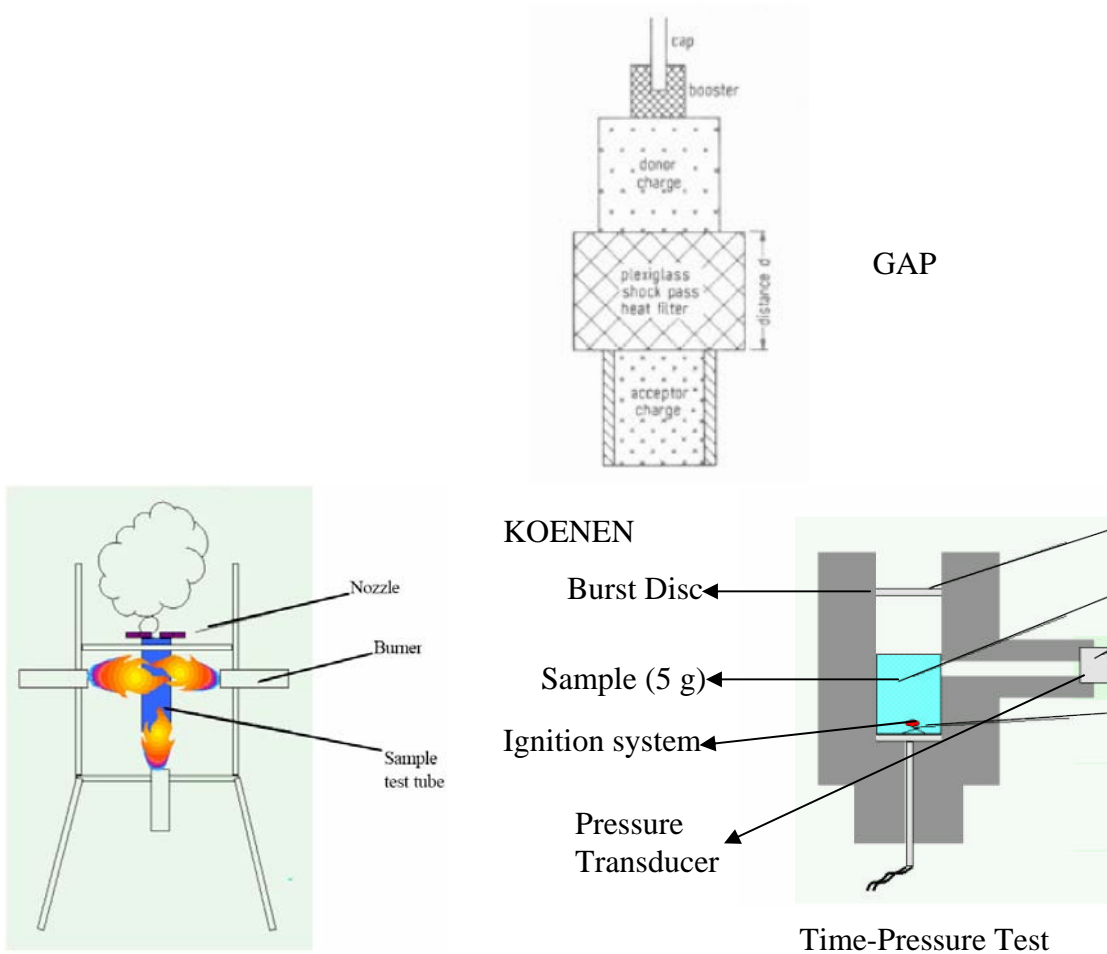 cap
booster
donor
charge
plexiglass
shock pass
heat filter
distance d
acceptor
charge
GAP
KOENEN
Nozzle
Burner
Sample
test tube
Burst Disc
Sample (5 g)
Ignition system
Pressure
Transducer
Time-Pressure Test